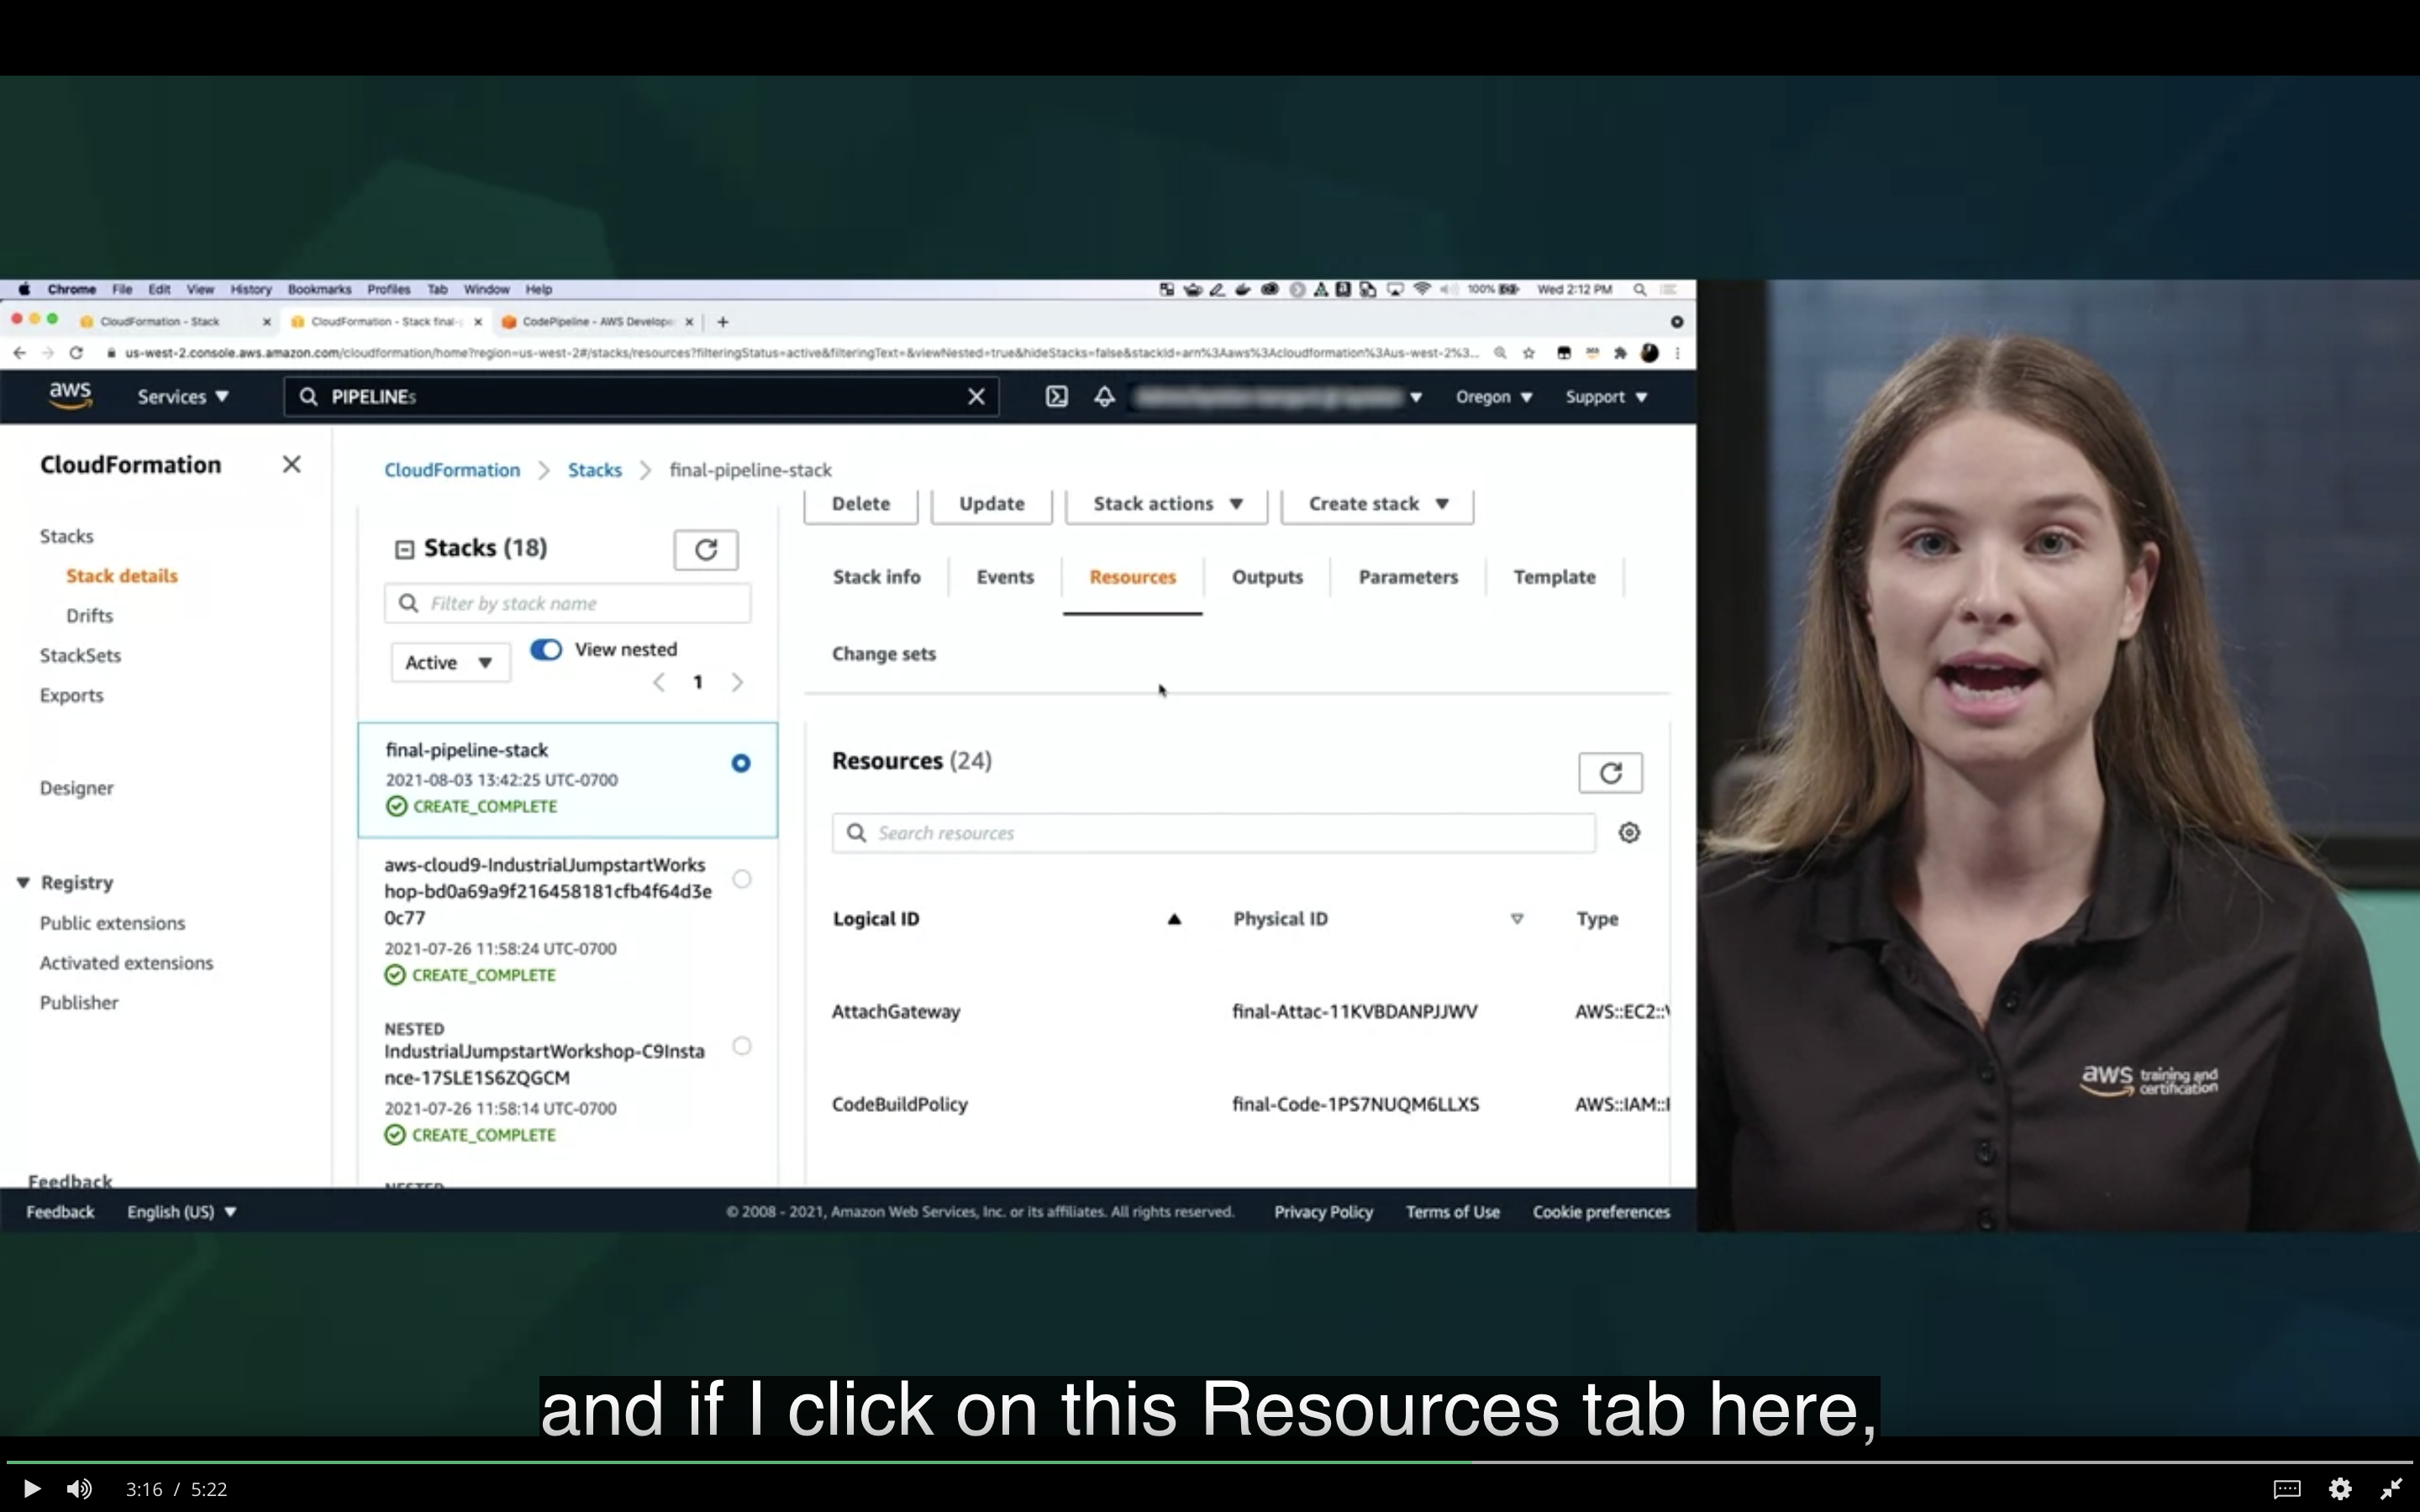 Chrome File Edit View History Bookmarks Profiles Tab Window Help
100% Wed 2:12 PM
CloudFormation - Stack
CloudFormation - Stack final-
CodePipeline - AWS Develope
us-west-2.console.aws.amazon.com/cloudformation/home?region=us-west-2#/stacks/resources?filteringStatus=active&filteringText=&viewNested=true&hideStacks=false&stackId=arn%3Aaws%3Acloudformation%3Aus-west-2%3...
aws Services PIPELINEs Oregon Support
CloudFormation
Stacks
Stack details
Drifts
StackSets
Exports
Designer
Registry
Public extensions
Activated extensions
Publisher
Feedback
CloudFormation Stacks final-pipeline-stack
Stacks (18)
Filter by stack name
Active
View nested
1
final-pipeline-stack
2021-08-03 13:42:25 UTC-0700
CREATE_COMPLETE
aws-cloud9-IndustrialJumpstartWorks
hop-bd0a69a9f216458181cfb4f64d3e
0c77
2021-07-26 11:58:24 UTC-0700
CREATE_COMPLETE
NESTED
IndustrialJumpstartWorkshop-C9Insta
nce-17SLE1S6ZQGCM
2021-07-26 11:58:14 UTC-0700
CREATE_COMPLETE
NESTED
Delete Update Stack actions Create stack
Stack info Events Resources Outputs Parameters Template
Change sets
Resources (24)
Search resources
Logical ID Physical ID Type
AttachGateway final-Attac-11KVBDANPJJWV AWS::EC2::
CodeBuildPolicy final-Code-1PS7NUQM6LLXS AWS::IAM::
Feedback English (US)
© 2008 - 2021, Amazon Web Services, Inc. or its affiliates. All rights reserved. Privacy Policy Terms of Use Cookie preferences
aws training and
certification
and if I click on this Resources tab here,
3:16 / 5:22